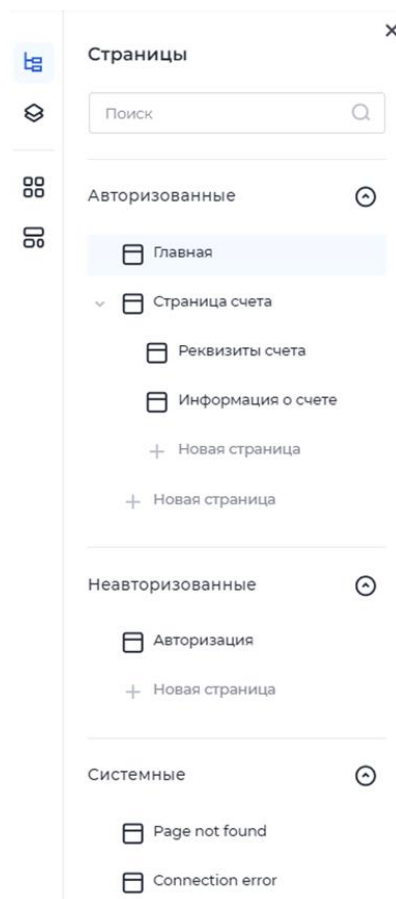 Страницы
Поиск
Авторизованные
Главная
Страница счета
Реквизиты счета
Информация о счете
Новая страница
Новая страница
Неавторизованные
Авторизация
Новая страница
Системные
Page not found
Connection error